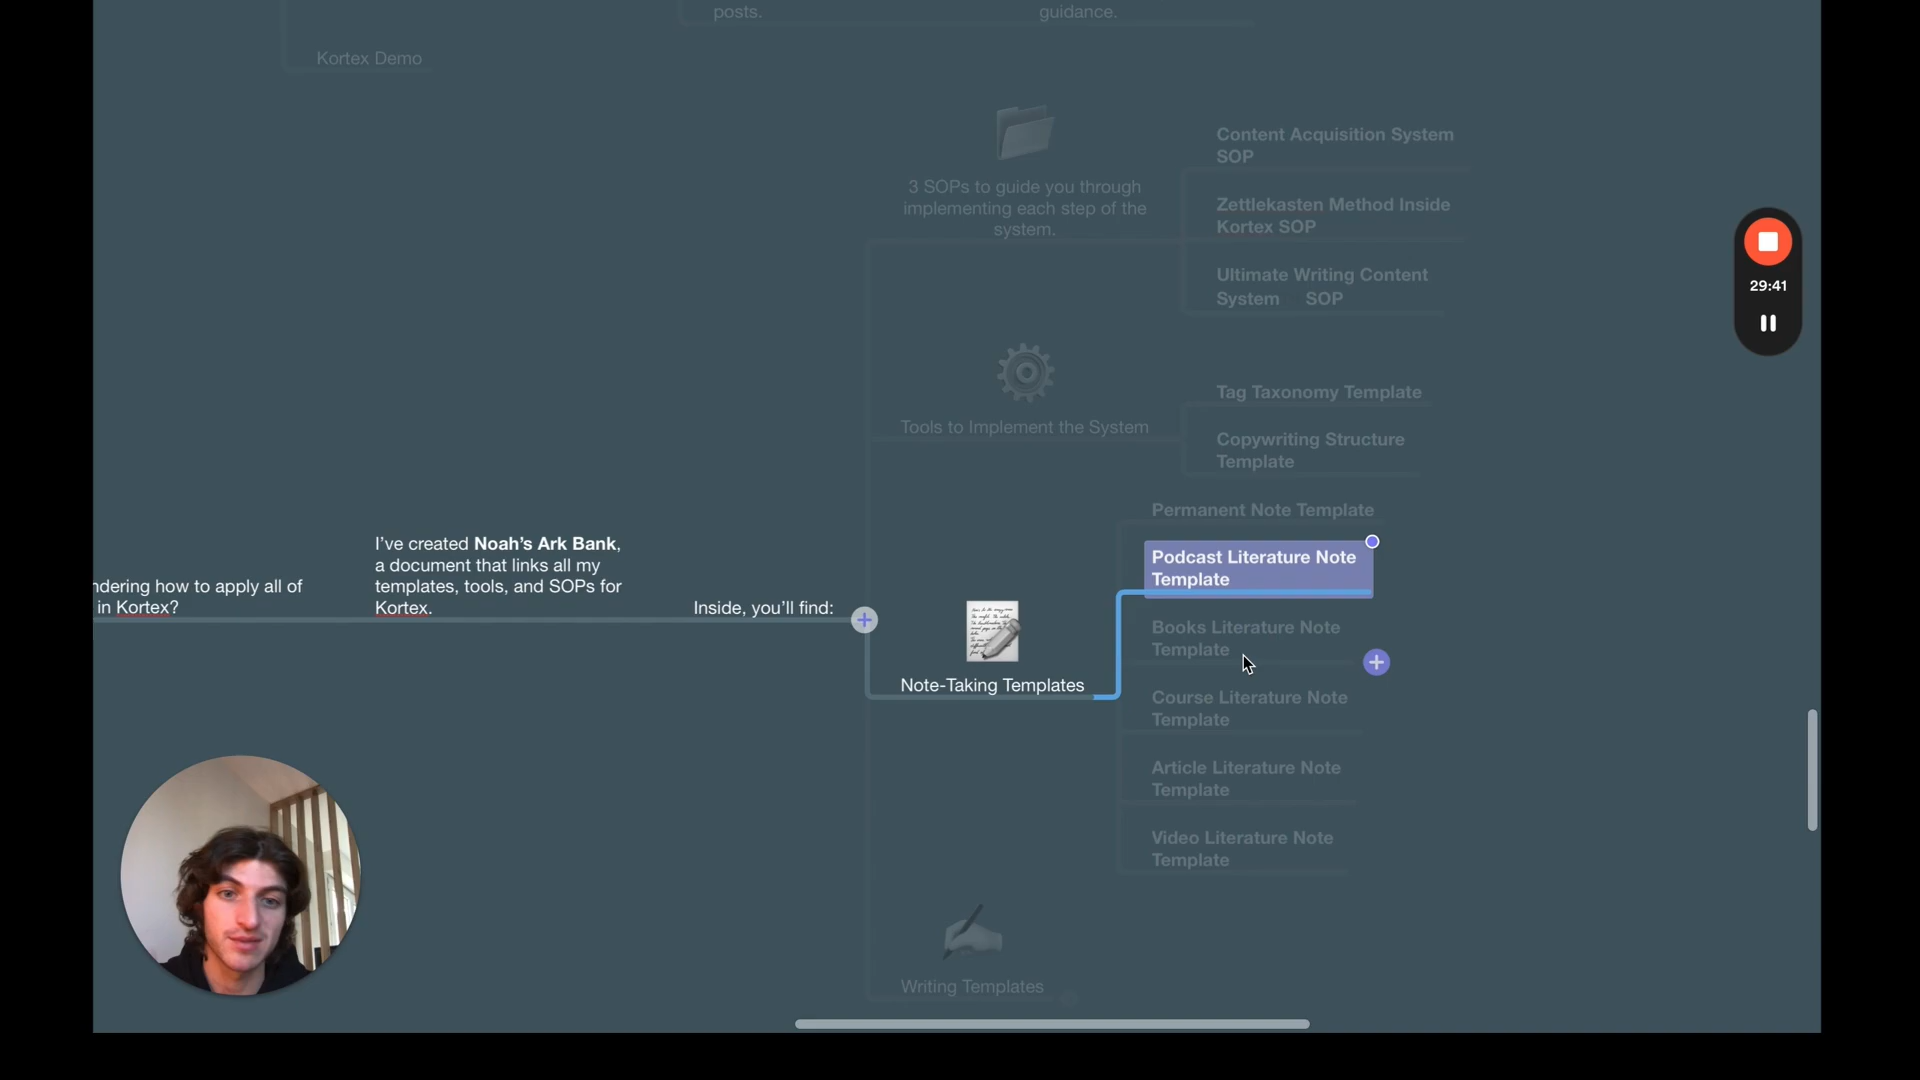 posts.
guidance.
Kortex Demo
3 SOPs to guide you through
implementing each step of the
system.
Content Acquisition System
SOP
Zettlekasten Method Inside
Kortex SOP
Ultimate Writing Content
System SOP
29:41
Tools to Implement the System
Tag Taxonomy Template
Copywriting Structure
Template
ndering how to apply all of
in Kortex?
I've created Noah's Ark Bank,
a document that links all my
templates, tools, and SOPs for
Kortex.
Inside, you'll find:
Note-Taking Templates
Permanent Note Template
Podcast Literature Note
Template
Books Literature Note
Template
Course Literature Note
Template
Article Literature Note
Template
Video Literature Note
Template
Writing Templates